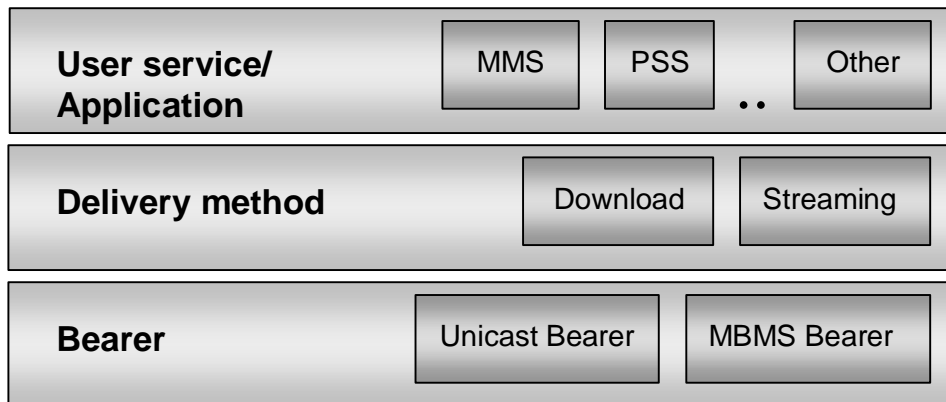 User service/
Application
MMS
PSS
..
Other
Delivery method
Download
Streaming
Bearer
Unicast Bearer
MBMS Bearer